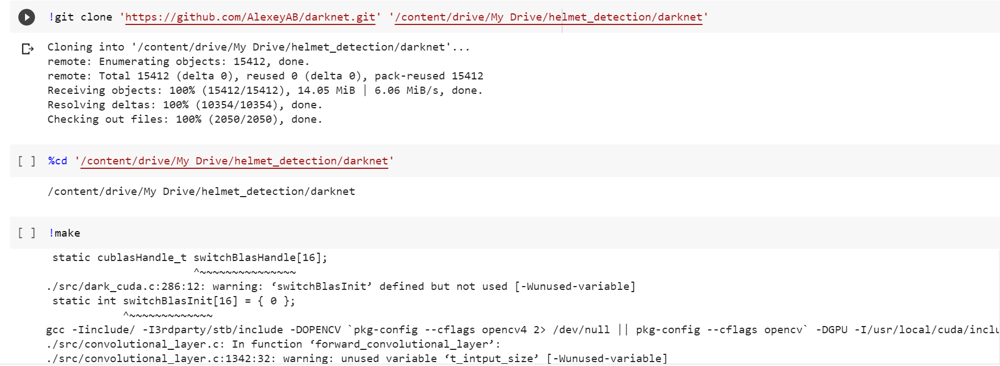 !git clone 'https://github.com/AlexeyAB/darknet.git' '/content/drive/My Drive/helmet_detection/darknet'
Cloning into '/content/drive/My Drive/helmet_detection/darknet'...
remote: Enumerating objects: 15412, done.
remote: Total 15412 (delta 0), reused 0 (delta 0), pack-reused 15412
Receiving objects: 100% (15412/15412), 14.05 MiB | 6.06 MiB/s, done.
Resolving deltas: 100% (10354/10354), done.
Checking out files: 100% (2050/2050), done.
[ ] %cd '/content/drive/My Drive/helmet_detection/darknet'
/content/drive/My Drive/helmet_detection/darknet
[ ] !make
static cublasHandle_t switchBlasHandle[16];
^~~~~~~~~~~~~~~~
./src/dark_cuda.c:286:12: warning: ‘switchBlasInit’ defined but not used [-Wunused-variable]
static int switchBlasInit[16] = { 0 };
^~~~~~~~~~~~~~
gcc -Iinclude/ -I3rdparty/stb/include -DOPENCV `pkg-config --cflags opencv4 2> /dev/null || pkg-config --cflags opencv` -DGPU -I/usr/local/cuda/inclu
./src/convolutional_layer.c: In function ‘forward_convolutional_layer’:
./src/convolutional_layer.c:1342:32: warning: unused variable ‘t_intput_size’ [-Wunused-variable]